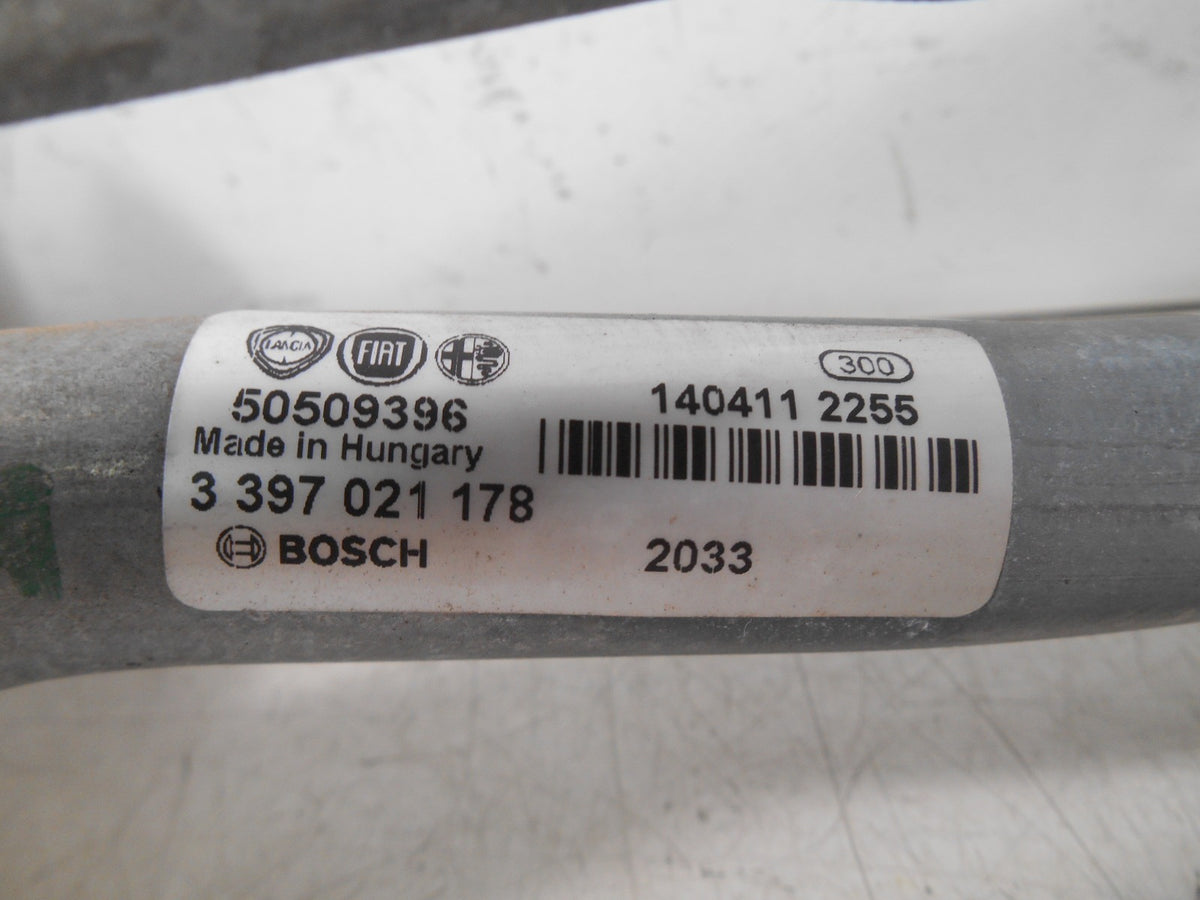 LANCIA FIAT
300
50509396
140411 2255
Made in Hungary
3 397 021 178
BOSCH
2033